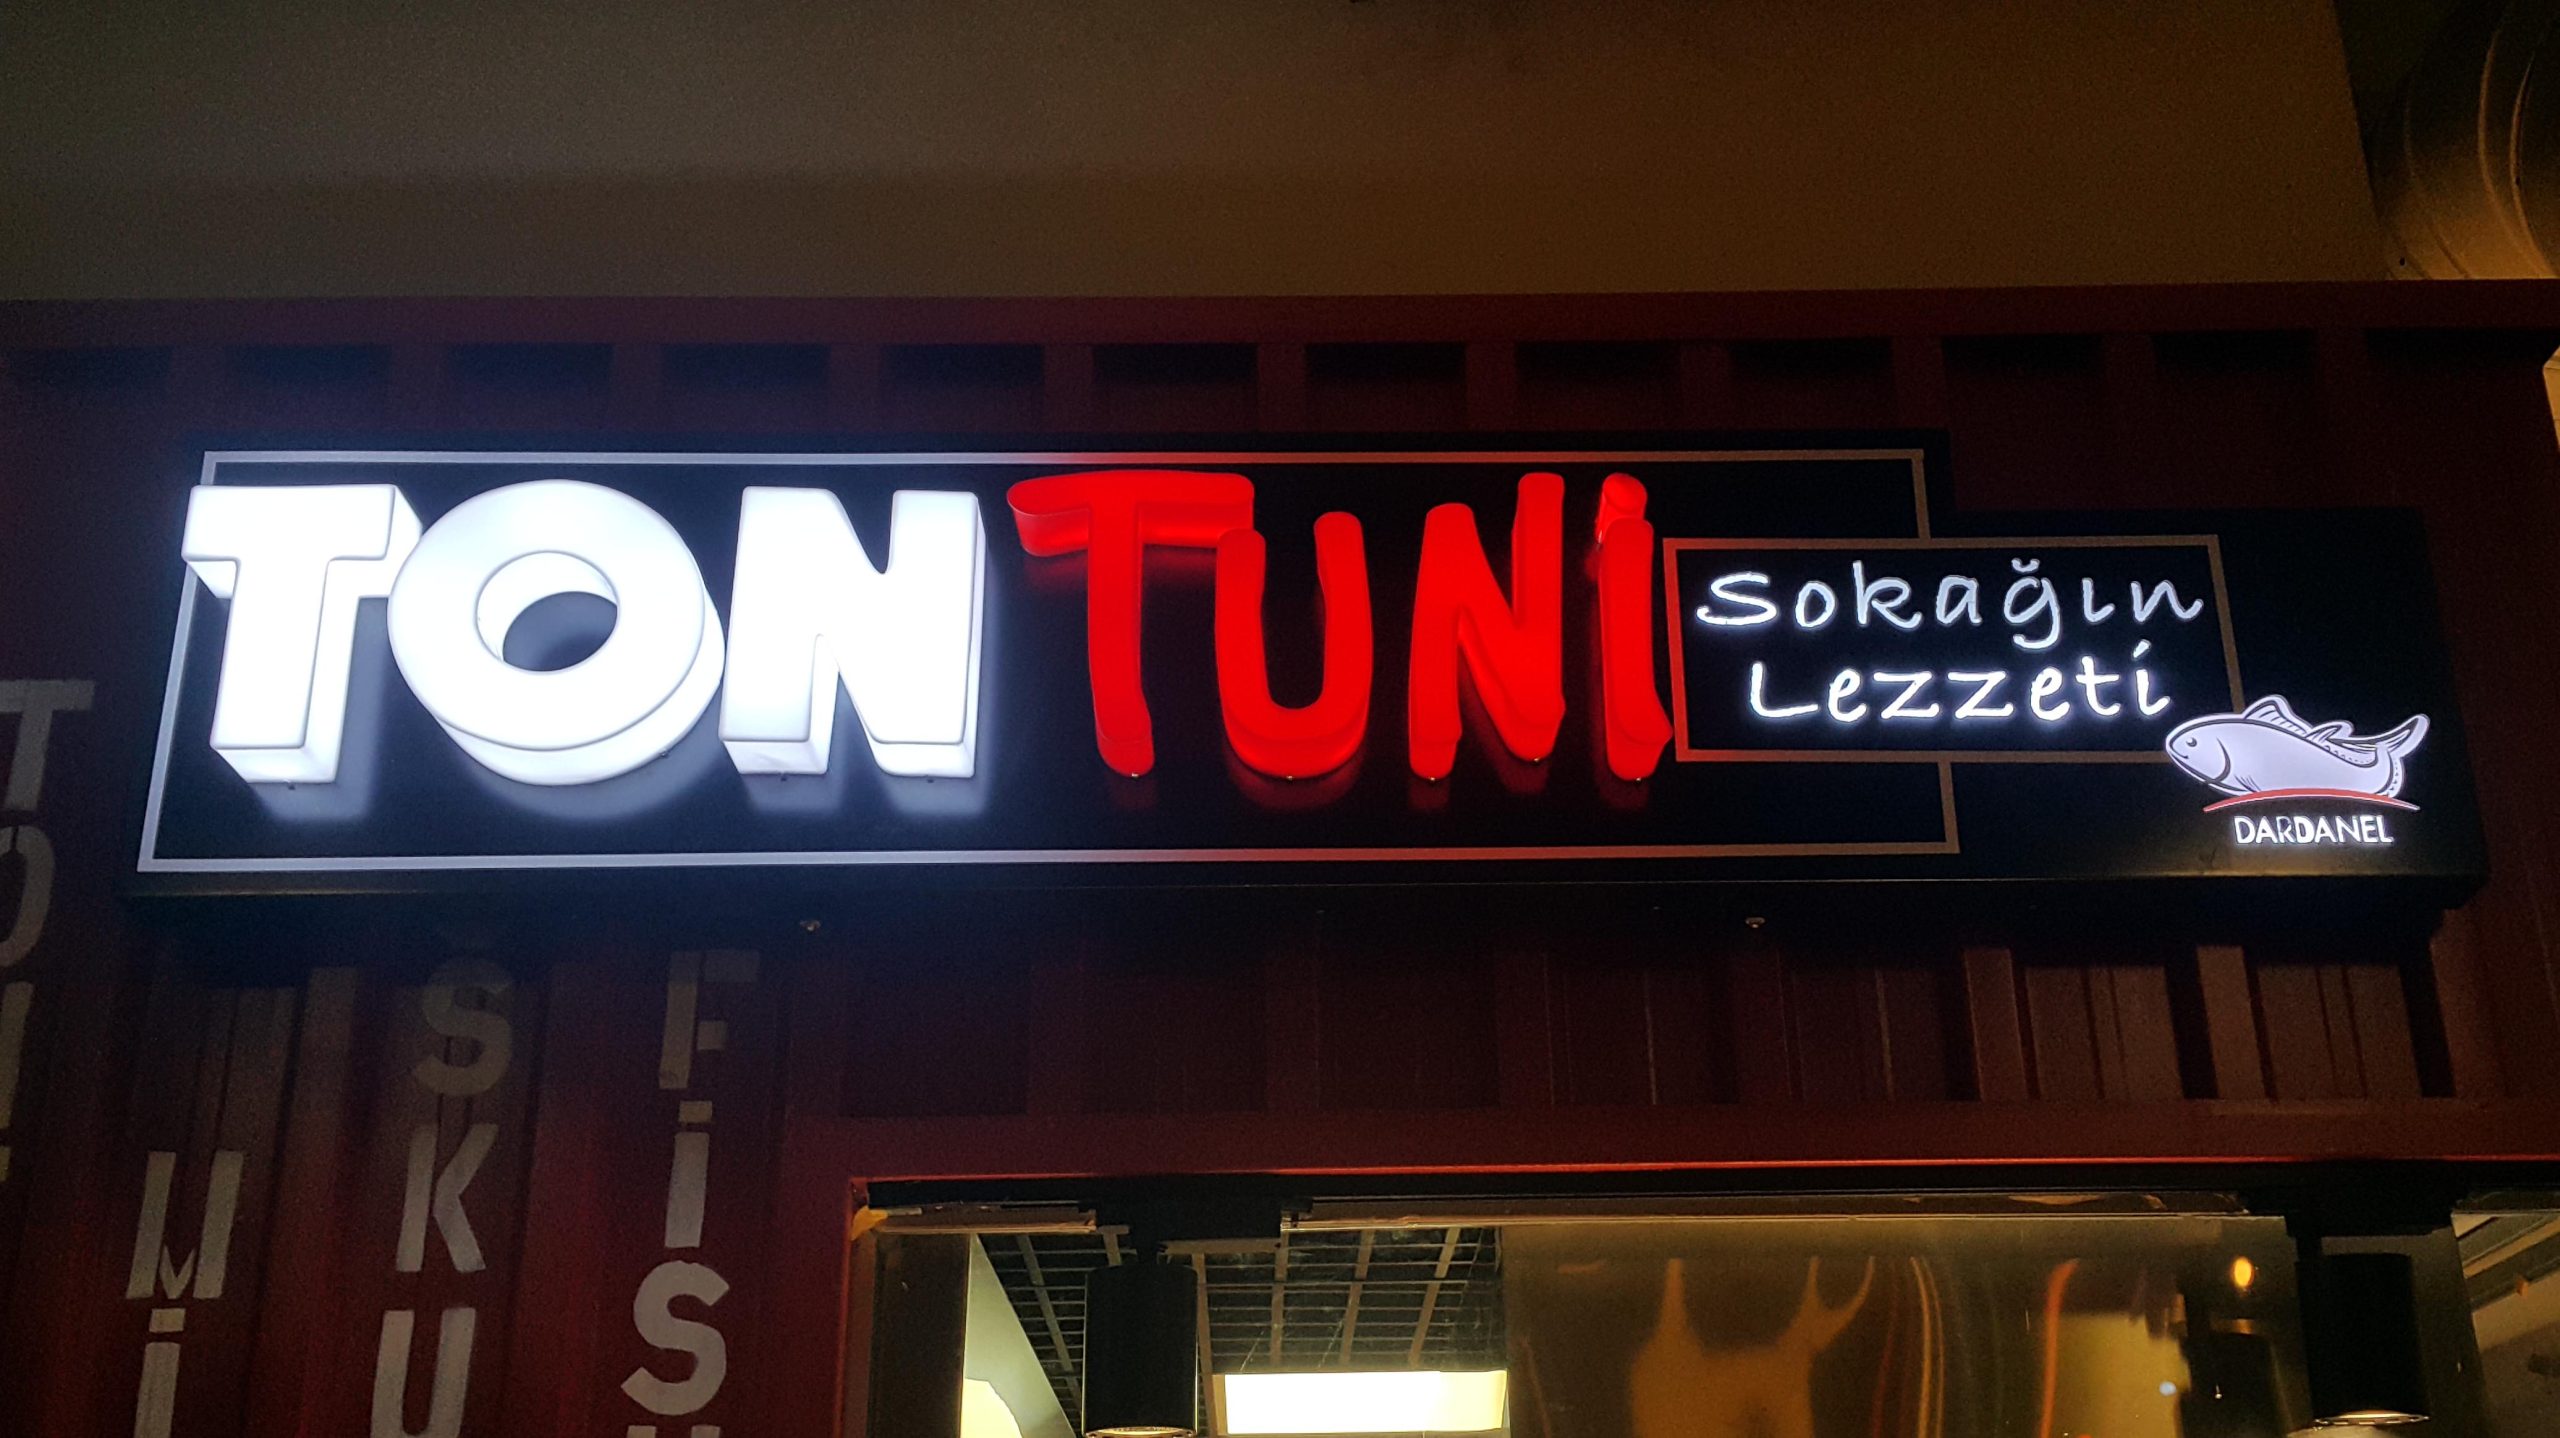 TON TUNİ
Sokağın
Lezzeti
DARDANEL